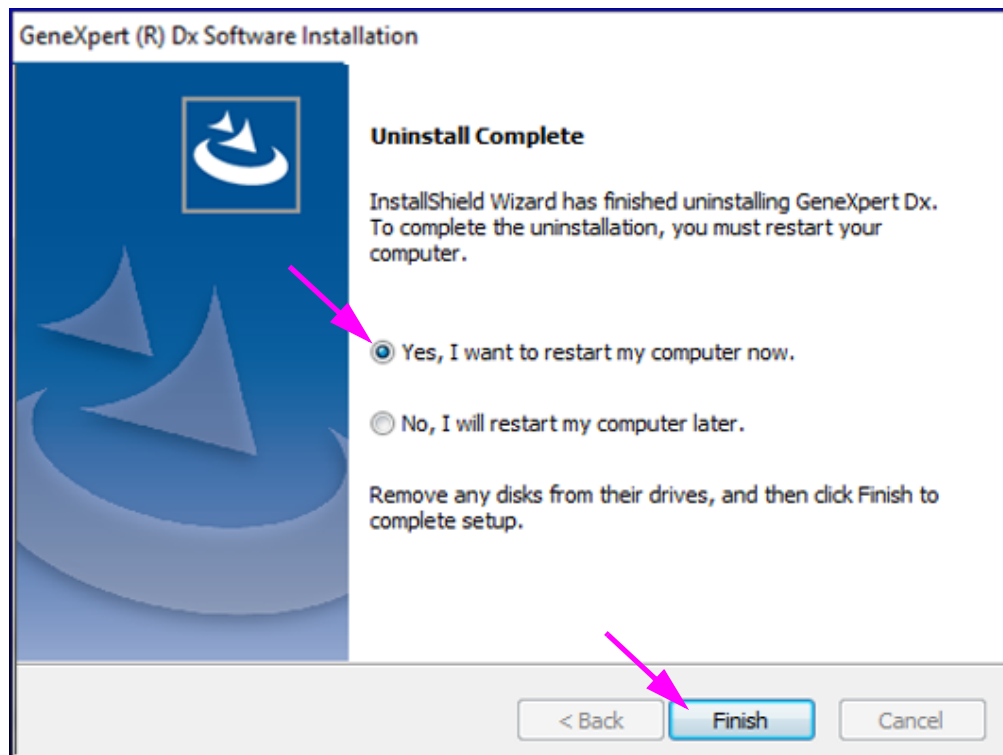 GeneXpert (R) Dx Software Installation
Uninstall Complete
InstallShield Wizard has finished uninstalling GeneXpert Dx.
To complete the uninstallation, you must restart your
computer.
Yes, I want to restart my computer now.
No, I will restart my computer later.
Remove any disks from their drives, and then click Finish to
complete setup.
< Back Finish Cancel